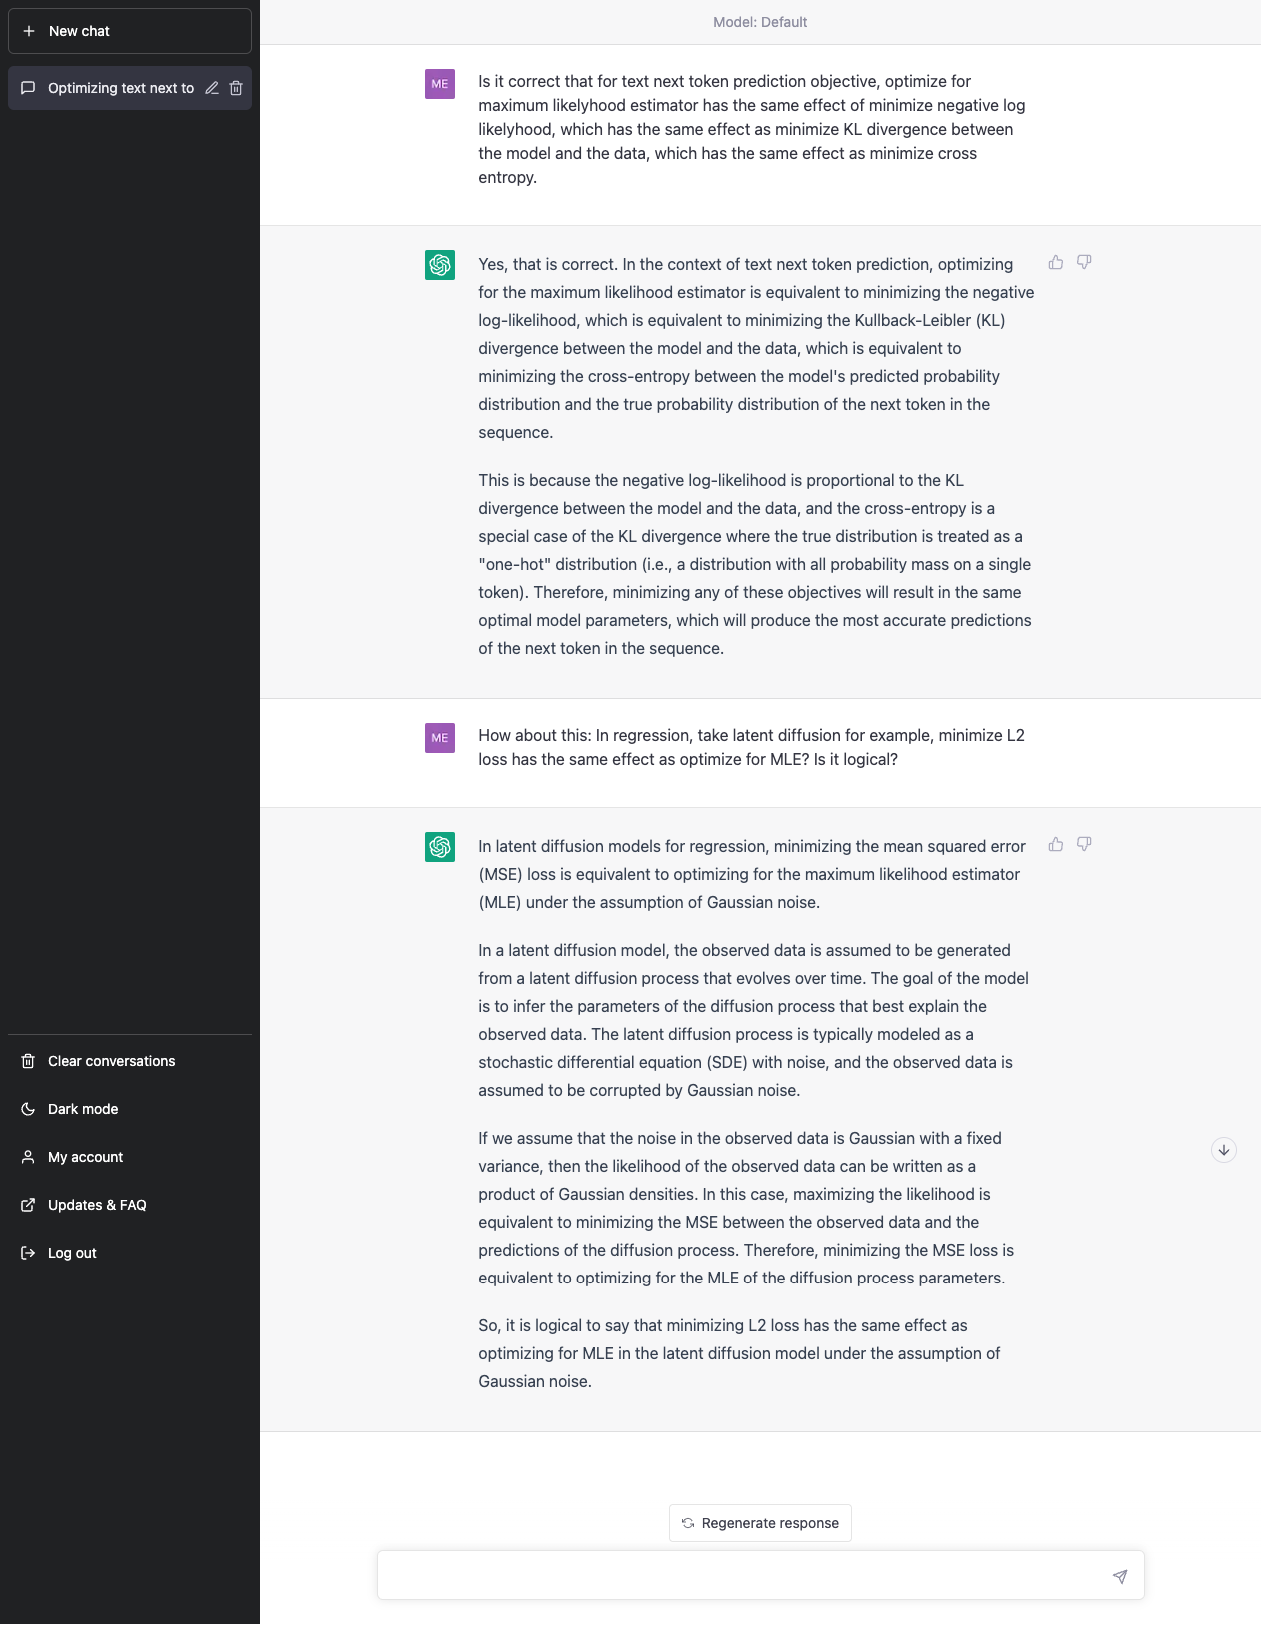 New chat
Optimizing text next to
Clear conversations
Dark mode
My account
Updates & FAQ
Log out
Model: Default
ME
Is it correct that for text next token prediction objective, optimize for
maximum likelyhood estimator has the same effect of minimize negative log
likelyhood, which has the same effect as minimize KL divergence between
the model and the data, which has the same effect as minimize cross
entropy.
Yes, that is correct. In the context of text next token prediction, optimizing
for the maximum likelihood estimator is equivalent to minimizing the negative
log-likelihood, which is equivalent to minimizing the Kullback-Leibler (KL)
divergence between the model and the data, which is equivalent to
minimizing the cross-entropy between the model's predicted probability
distribution and the true probability distribution of the next token in the
sequence.
This is because the negative log-likelihood is proportional to the KL
divergence between the model and the data, and the cross-entropy is a
special case of the KL divergence where the true distribution is treated as a
"one-hot" distribution (i.e., a distribution with all probability mass on a single
token). Therefore, minimizing any of these objectives will result in the same
optimal model parameters, which will produce the most accurate predictions
of the next token in the sequence.
ME
How about this: In regression, take latent diffusion for example, minimize L2
loss has the same effect as optimize for MLE? Is it logical?
In latent diffusion models for regression, minimizing the mean squared error
(MSE) loss is equivalent to optimizing for the maximum likelihood estimator
(MLE) under the assumption of Gaussian noise.
In a latent diffusion model, the observed data is assumed to be generated
from a latent diffusion process that evolves over time. The goal of the model
is to infer the parameters of the diffusion process that best explain the
observed data. The latent diffusion process is typically modeled as a
stochastic differential equation (SDE) with noise, and the observed data is
assumed to be corrupted by Gaussian noise.
If we assume that the noise in the observed data is Gaussian with a fixed
variance, then the likelihood of the observed data can be written as a
product of Gaussian densities. In this case, maximizing the likelihood is
equivalent to minimizing the MSE between the observed data and the
predictions of the diffusion process. Therefore, minimizing the MSE loss is
equivalent to optimizing for the MLE of the diffusion process parameters.
So, it is logical to say that minimizing L2 loss has the same effect as
optimizing for MLE in the latent diffusion model under the assumption of
Gaussian noise.
Regenerate response